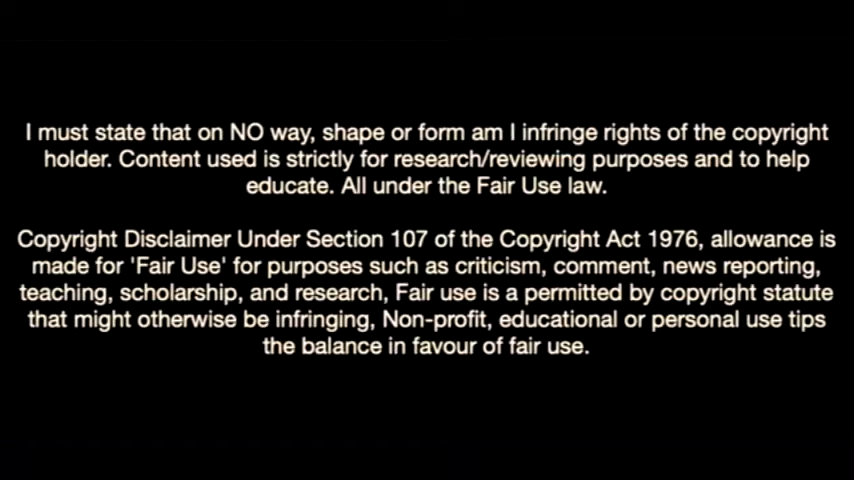 I must state that on NO way, shape or form am I infringe rights of the copyright
holder. Content used is strictly for research/reviewing purposes and to help
educate. All under the Fair Use law.
Copyright Disclaimer Under Section 107 of the Copyright Act 1976, allowance is
made for 'Fair Use' for purposes such as criticism, comment, news reporting,
teaching, scholarship, and research, Fair use is a permitted by copyright statute
that might otherwise be infringing, Non-profit, educational or personal use tips
the balance in favour of fair use.